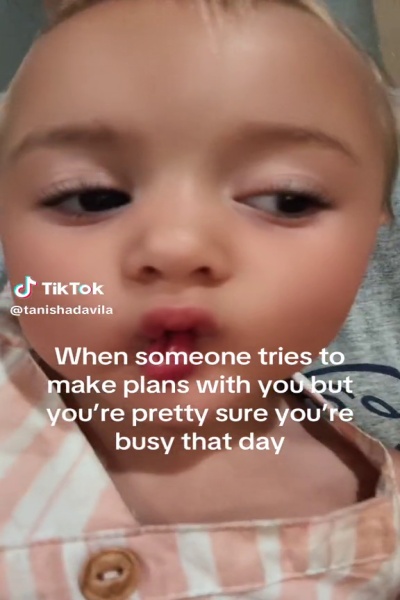 TikTok
@tanishadavila
When someone tries to
make plans with you but
you're pretty sure you're
busy that day